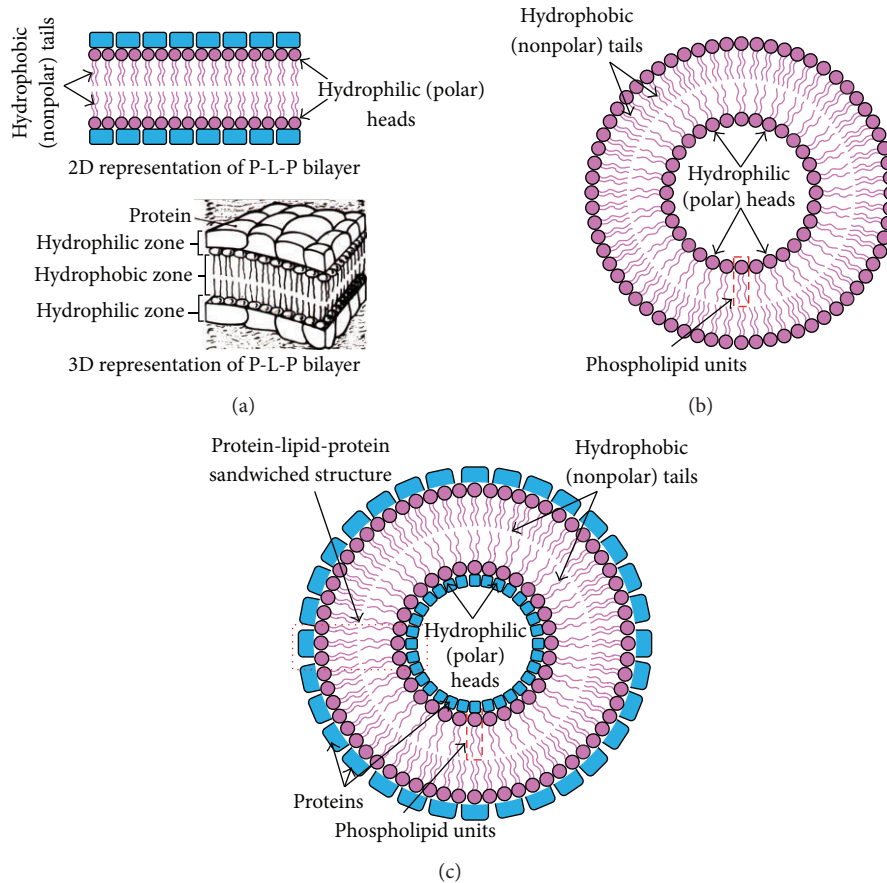 Hydrophobic
(nonpolar) tails
Hydrophilic (polar)
heads
2D representation of P-L-P bilayer
Protein
Hydrophilic zone
Hydrophobic zone
Hydrophilic zone
3D representation of P-L-P bilayer
(a)
Hydrophobic
(nonpolar) tails
Hydrophilic
(polar) heads
Phospholipid units
(b)
Protein-lipid-protein
sandwiched structure
Hydrophobic
(nonpolar) tails
Hydrophilic
(polar)
heads
Proteins
Phospholipid units
(c)